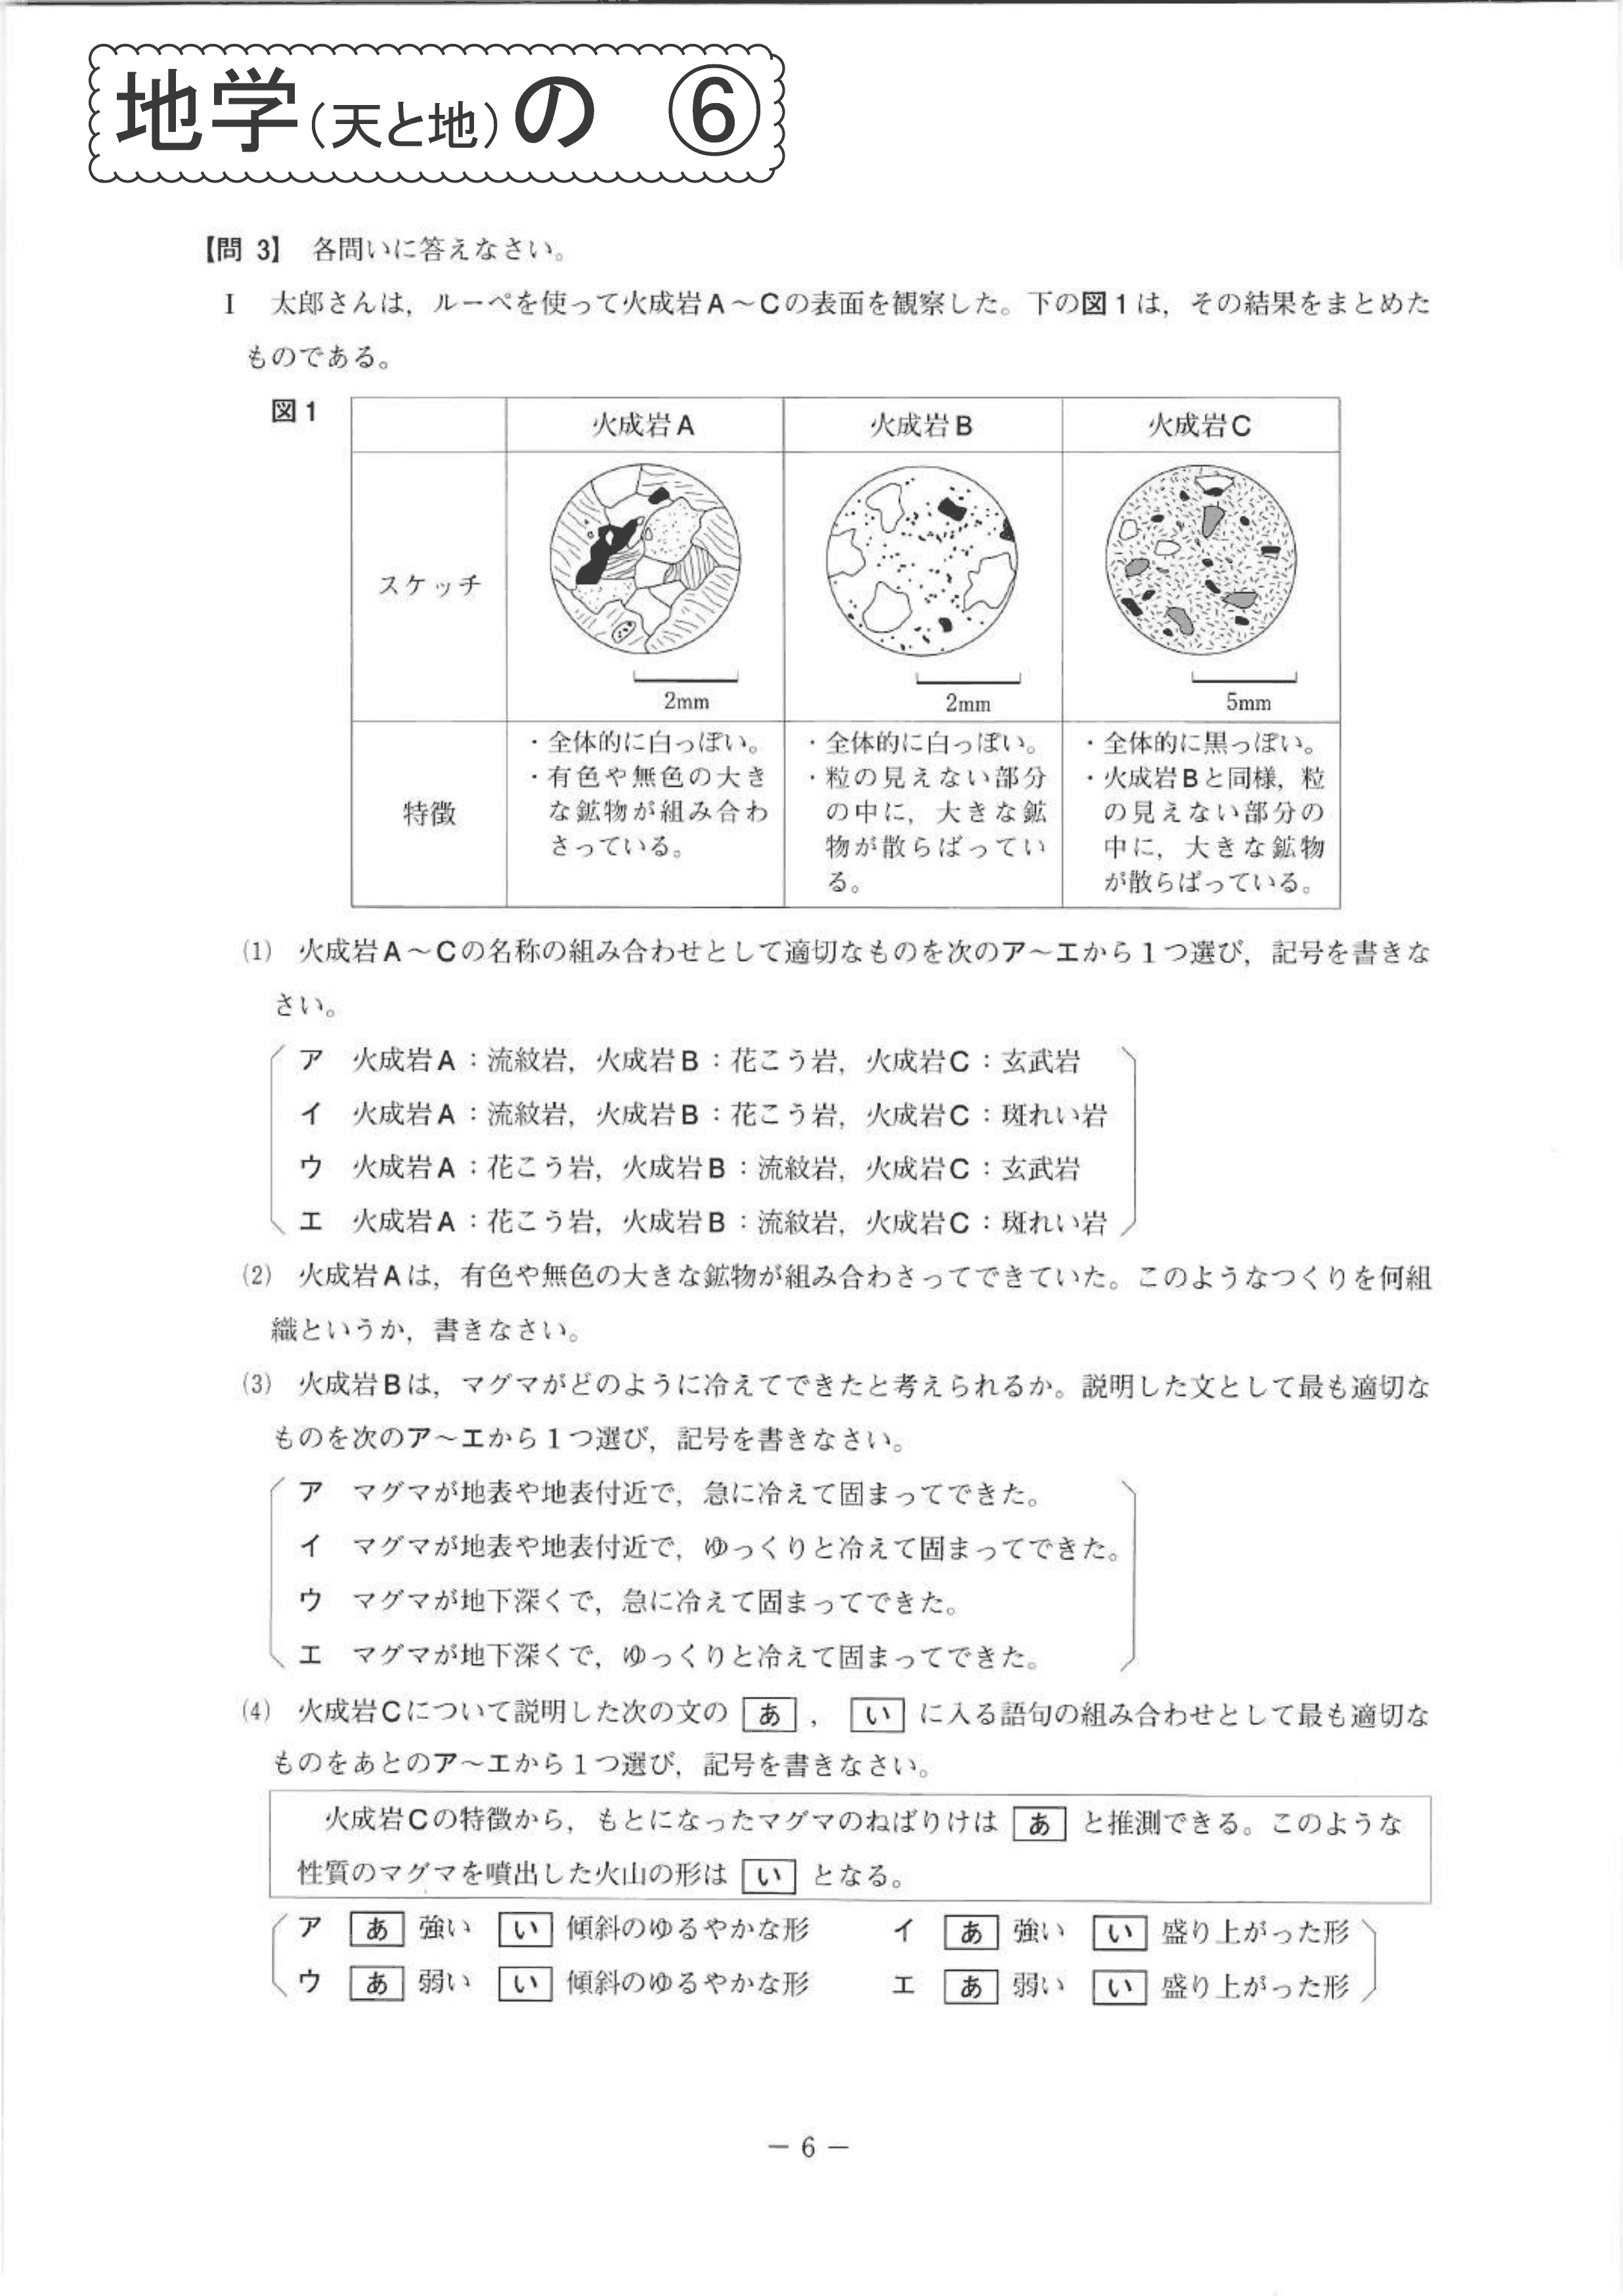 地学(天と地)の ⑥
【問 3】 各問いに答えなさい。
Ⅰ 太郎さんは，ルーペを使って火成岩A～Cの表面を観察した。下の図1は，その結果をまとめた
ものである。
図1
火成岩A 火成岩B 火成岩C
スケッチ
2mm 2mm 5mm
特徴
・全体的に白っぽい。
・有色や無色の大き
な鉱物が組み合わ
さっている。
・全体的に白っぽい。
・粒の見えない部分
の中に，大きな鉱
物が散らばってい
る。
・全体的に黒っぽい。
・火成岩Bと同様，粒
の見えない部分の
中に，大きな鉱物
が散らばっている。
(1) 火成岩A～Cの名称の組み合わせとして適切なものを次のア～エから1つ選び，記号を書きな
さい。
ア 火成岩A：流紋岩，火成岩B：花こう岩，火成岩C：玄武岩
イ 火成岩A：流紋岩，火成岩B：花こう岩，火成岩C：斑れい岩
ウ 火成岩A：花こう岩，火成岩B：流紋岩，火成岩C：玄武岩
エ 火成岩A：花こう岩，火成岩B：流紋岩，火成岩C：斑れい岩
(2) 火成岩Aは，有色や無色の大きな鉱物が組み合わさってできていた。このようなつくりを何組
織というか，書きなさい。
(3) 火成岩Bは，マグマがどのように冷えてできたと考えられるか。説明した文として最も適切な
ものを次のア～エから1つ選び，記号を書きなさい。
ア マグマが地表や地表付近で，急に冷えて固まってできた。
イ マグマが地表や地表付近で，ゆっくりと冷えて固まってできた。
ウ マグマが地下深くで，急に冷えて固まってできた。
エ マグマが地下深くで，ゆっくりと冷えて固まってできた。
(4) 火成岩Cについて説明した次の文の あ ， い に入る語句の組み合わせとして最も適切な
ものをあとのア～エから1つ選び，記号を書きなさい。
火成岩Cの特徴から，もとになったマグマのねばりけは あ と推測できる。このような
性質のマグマを噴出した火山の形は い となる。
ア あ 強い い 傾斜のゆるやかな形 イ あ 強い い 盛り上がった形
ウ あ 弱い い 傾斜のゆるやかな形 エ あ 弱い い 盛り上がった形
－ 6 －